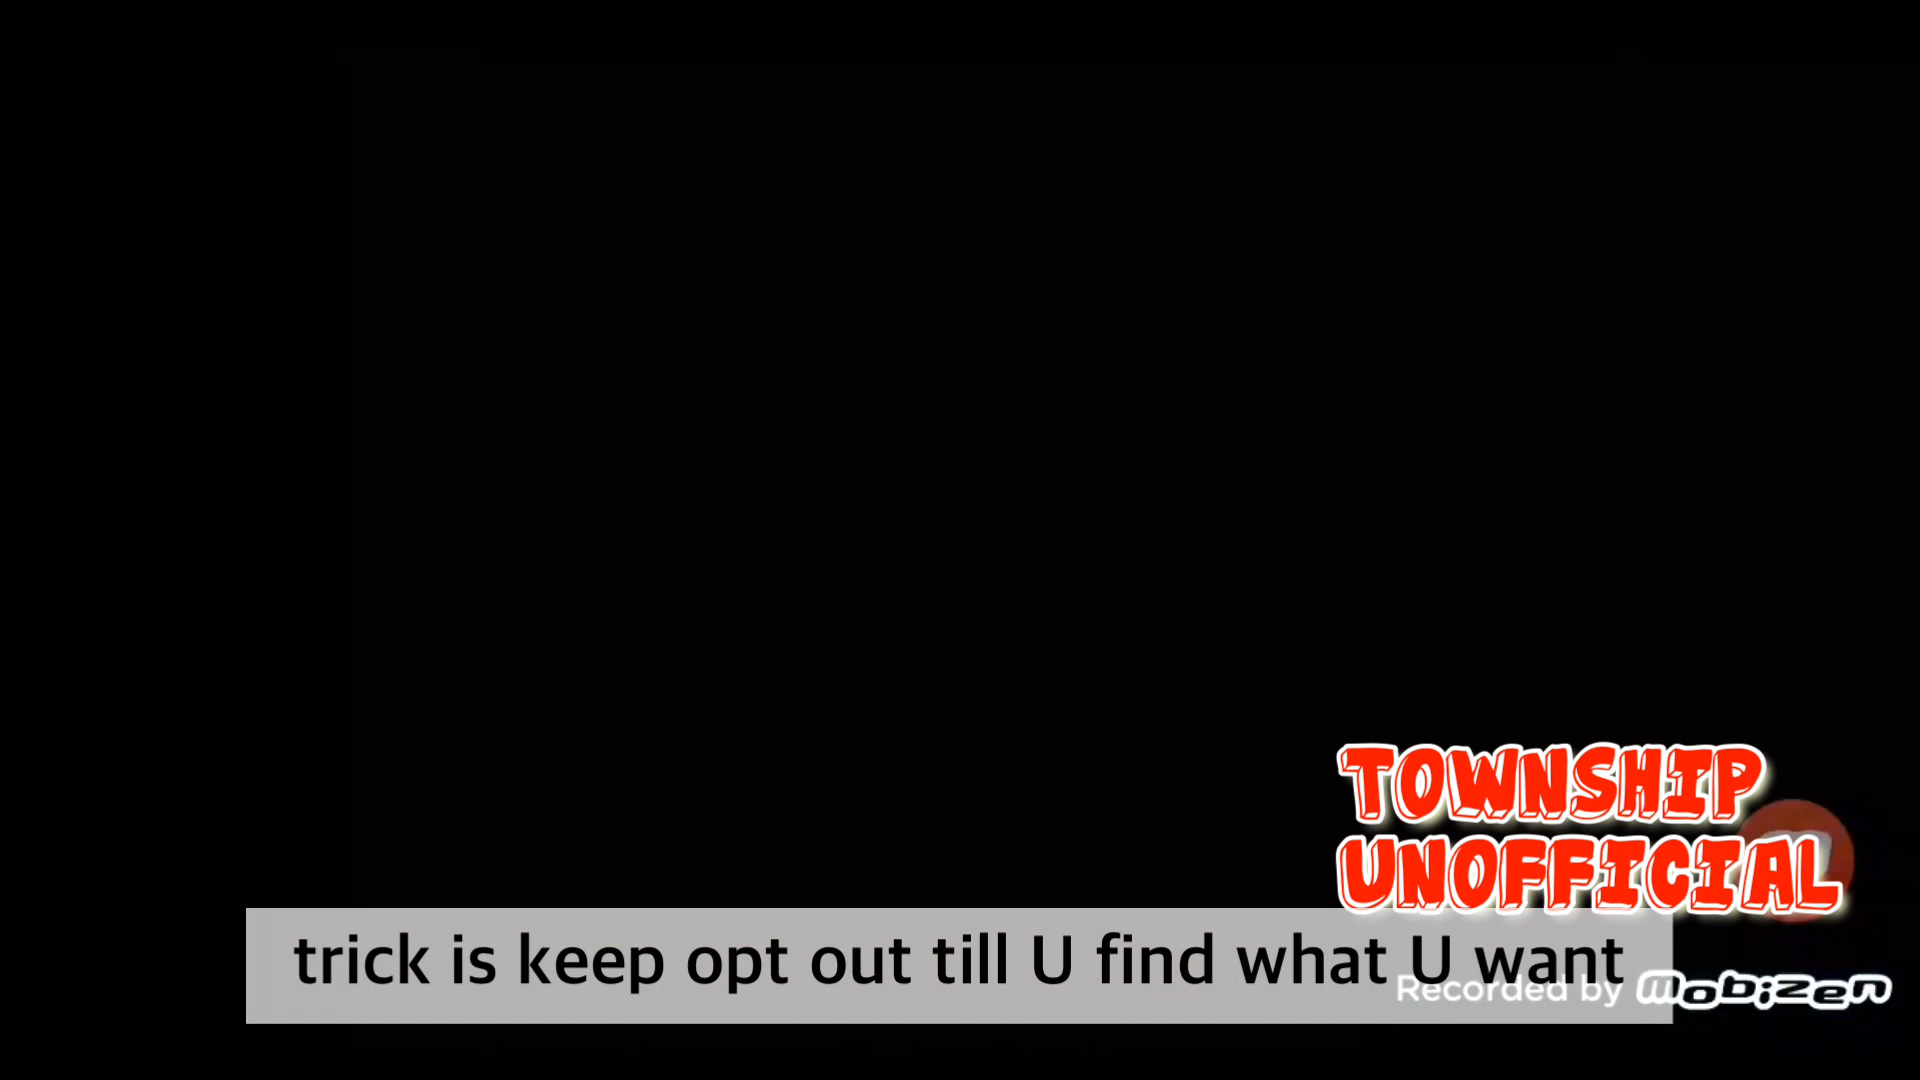 TOWNSHIP
UNOFFICIAL
trick is keep opt out till U find what U want
Recorded by mobizen